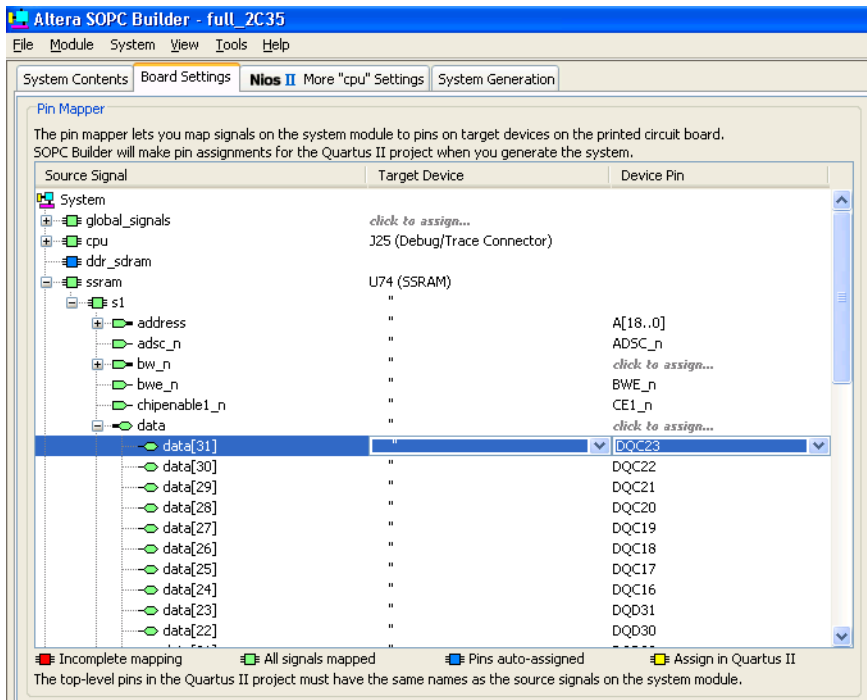 Altera SOPC Builder - full_2C35
File Module System View Tools Help
System Contents Board Settings Nios II More "cpu" Settings System Generation
Pin Mapper
The pin mapper lets you map signals on the system module to pins on target devices on the printed circuit board.
SOPC Builder will make pin assignments for the Quartus II project when you generate the system.
Source Signal Target Device Device Pin
System
global_signals click to assign...
cpu J25 (Debug/Trace Connector)
ddr_sdram
ssram U74 (SSRAM)
s1 "
address " A[18..0]
adsc_n " ADSC_n
bw_n " click to assign...
bwe_n " BWE_n
chipenable1_n " CE1_n
data " click to assign...
data[31] " DQC23
data[30] " DQC22
data[29] " DQC21
data[28] " DQC20
data[27] " DQC19
data[26] " DQC18
data[25] " DQC17
data[24] " DQC16
data[23] " DQD31
data[22] " DQD30
Incomplete mapping All signals mapped Pins auto-assigned Assign in Quartus II
The top-level pins in the Quartus II project must have the same names as the source signals on the system module.